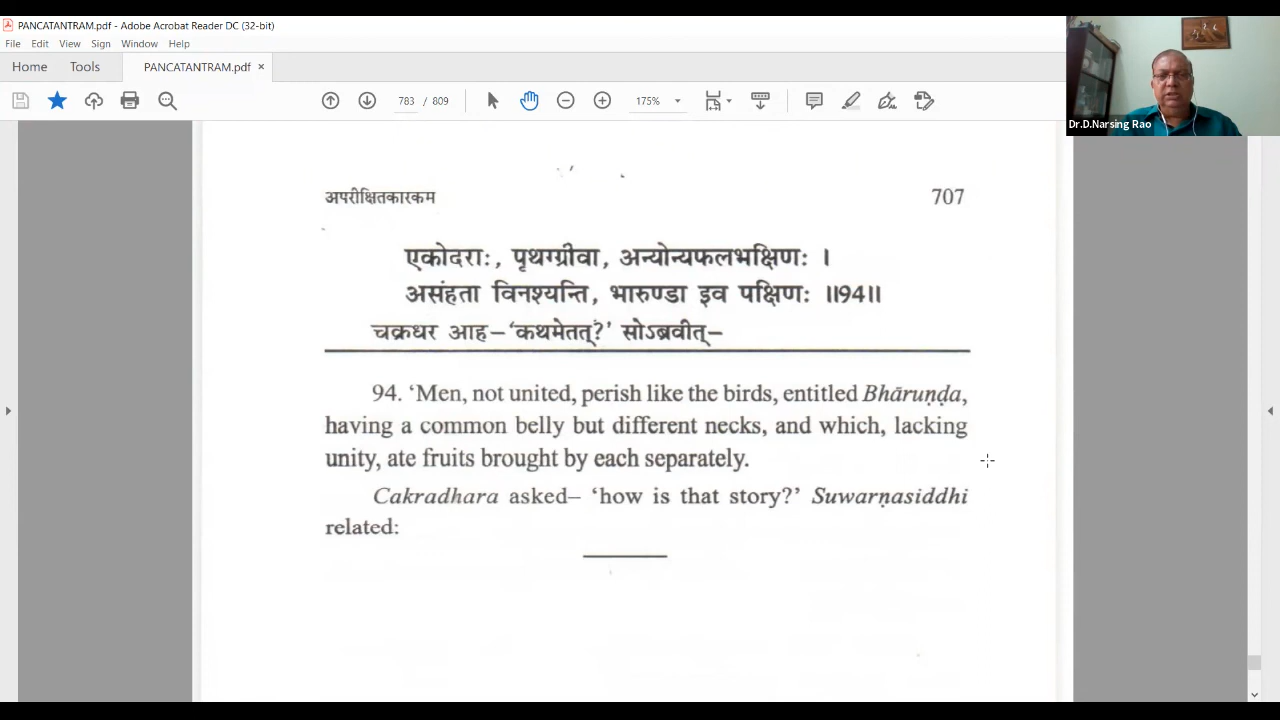 PANCATANTRAM.pdf - Adobe Acrobat Reader DC (32-bit)
File Edit View Sign Window Help
Home Tools PANCATANTRAM.pdf ×
783 / 809 175%
Dr.D.Narsing Rao
अपरीक्षितकारकम 707
एकोदराः, पृथग्ग्रीवा, अन्योन्यफलभक्षिणः ।
असंहता विनश्यन्ति, भारुण्डा इव पक्षिणः ॥94॥
चक्रधर आह–'कथमेतत्?' सोऽब्रवीत्–
94. 'Men, not united, perish like the birds, entitled Bhāruṇḍa,
having a common belly but different necks, and which, lacking
unity, ate fruits brought by each separately.
Cakradhara asked– 'how is that story?' Suwarṇasiddhi
related: